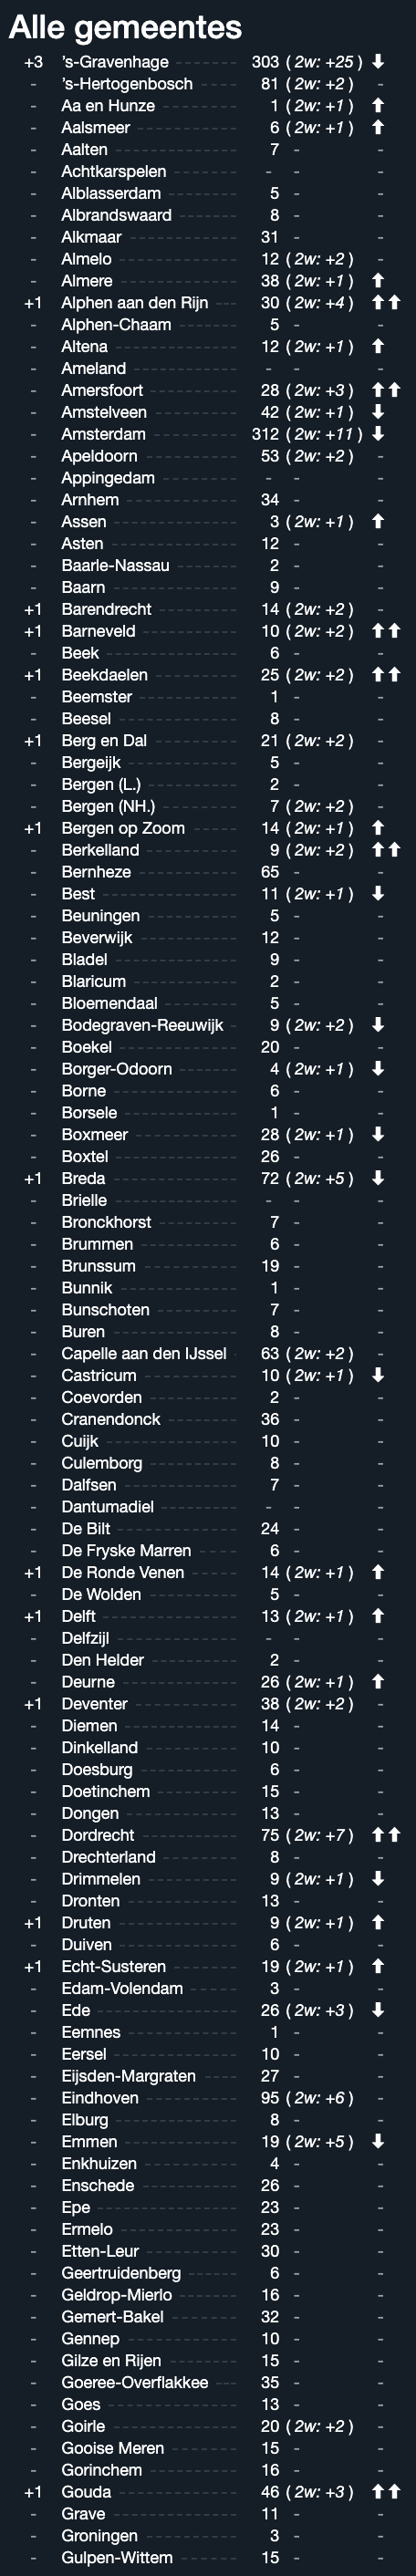 Alle gemeentes
+3 's-Gravenhage 303 ( 2w: +25 ) ⬇
- 's-Hertogenbosch 81 ( 2w: +2 ) -
- Aa en Hunze 1 ( 2w: +1 ) ⬆
- Aalsmeer 6 ( 2w: +1 ) ⬆
- Aalten 7 - -
- Achtkarspelen - - -
- Alblasserdam 5 - -
- Albrandswaard 8 - -
- Alkmaar 31 - -
- Almelo 12 ( 2w: +2 ) -
- Almere 38 ( 2w: +1 ) ⬆
+1 Alphen aan den Rijn 30 ( 2w: +4 ) ⬆⬆
- Alphen-Chaam 5 - -
- Altena 12 ( 2w: +1 ) ⬆
- Ameland - - -
- Amersfoort 28 ( 2w: +3 ) ⬆⬆
- Amstelveen 42 ( 2w: +1 ) ⬇
- Amsterdam 312 ( 2w: +11 ) ⬇
- Apeldoorn 53 ( 2w: +2 ) -
- Appingedam - - -
- Arnhem 34 - -
- Assen 3 ( 2w: +1 ) ⬆
- Asten 12 - -
- Baarle-Nassau 2 - -
- Baarn 9 - -
+1 Barendrecht 14 ( 2w: +2 ) -
+1 Barneveld 10 ( 2w: +2 ) ⬆⬆
- Beek 6 - -
+1 Beekdaelen 25 ( 2w: +2 ) ⬆⬆
- Beemster 1 - -
- Beesel 8 - -
+1 Berg en Dal 21 ( 2w: +2 ) -
- Bergeijk 5 - -
- Bergen (L.) 2 - -
- Bergen (NH.) 7 ( 2w: +2 ) -
+1 Bergen op Zoom 14 ( 2w: +1 ) ⬆
- Berkelland 9 ( 2w: +2 ) ⬆⬆
- Bernheze 65 - -
- Best 11 ( 2w: +1 ) ⬇
- Beuningen 5 - -
- Beverwijk 12 - -
- Bladel 9 - -
- Blaricum 2 - -
- Bloemendaal 5 - -
- Bodegraven-Reeuwijk 9 ( 2w: +2 ) ⬇
- Boekel 20 - -
- Borger-Odoorn 4 ( 2w: +1 ) ⬇
- Borne 6 - -
- Borsele 1 - -
- Boxmeer 28 ( 2w: +1 ) ⬇
- Boxtel 26 - -
+1 Breda 72 ( 2w: +5 ) ⬇
- Brielle - - -
- Bronckhorst 7 - -
- Brummen 6 - -
- Brunssum 19 - -
- Bunnik 1 - -
- Bunschoten 7 - -
- Buren 8 - -
- Capelle aan den IJssel 63 ( 2w: +2 ) -
- Castricum 10 ( 2w: +1 ) ⬇
- Coevorden 2 - -
- Cranendonck 36 - -
- Cuijk 10 - -
- Culemborg 8 - -
- Dalfsen 7 - -
- Dantumadiel - - -
- De Bilt 24 - -
- De Fryske Marren 6 - -
+1 De Ronde Venen 14 ( 2w: +1 ) ⬆
- De Wolden 5 - -
+1 Delft 13 ( 2w: +1 ) ⬆
- Delfzijl - - -
- Den Helder 2 - -
- Deurne 26 ( 2w: +1 ) ⬆
+1 Deventer 38 ( 2w: +2 ) -
- Diemen 14 - -
- Dinkelland 10 - -
- Doesburg 6 - -
- Doetinchem 15 - -
- Dongen 13 - -
- Dordrecht 75 ( 2w: +7 ) ⬆⬆
- Drechterland 8 - -
- Drimmelen 9 ( 2w: +1 ) ⬇
- Dronten 13 - -
+1 Druten 9 ( 2w: +1 ) ⬆
- Duiven 6 - -
+1 Echt-Susteren 19 ( 2w: +1 ) ⬆
- Edam-Volendam 3 - -
- Ede 26 ( 2w: +3 ) ⬇
- Eemnes 1 - -
- Eersel 10 - -
- Eijsden-Margraten 27 - -
- Eindhoven 95 ( 2w: +6 ) -
- Elburg 8 - -
- Emmen 19 ( 2w: +5 ) ⬇
- Enkhuizen 4 - -
- Enschede 26 - -
- Epe 23 - -
- Ermelo 23 - -
- Etten-Leur 30 - -
- Geertruidenberg 6 - -
- Geldrop-Mierlo 16 - -
- Gemert-Bakel 32 - -
- Gennep 10 - -
- Gilze en Rijen 15 - -
- Goeree-Overflakkee 35 - -
- Goes 13 - -
- Goirle 20 ( 2w: +2 ) -
- Gooise Meren 15 - -
- Gorinchem 16 - -
+1 Gouda 46 ( 2w: +3 ) ⬆⬆
- Grave 11 - -
- Groningen 3 - -
- Gulpen-Wittem 15 - -